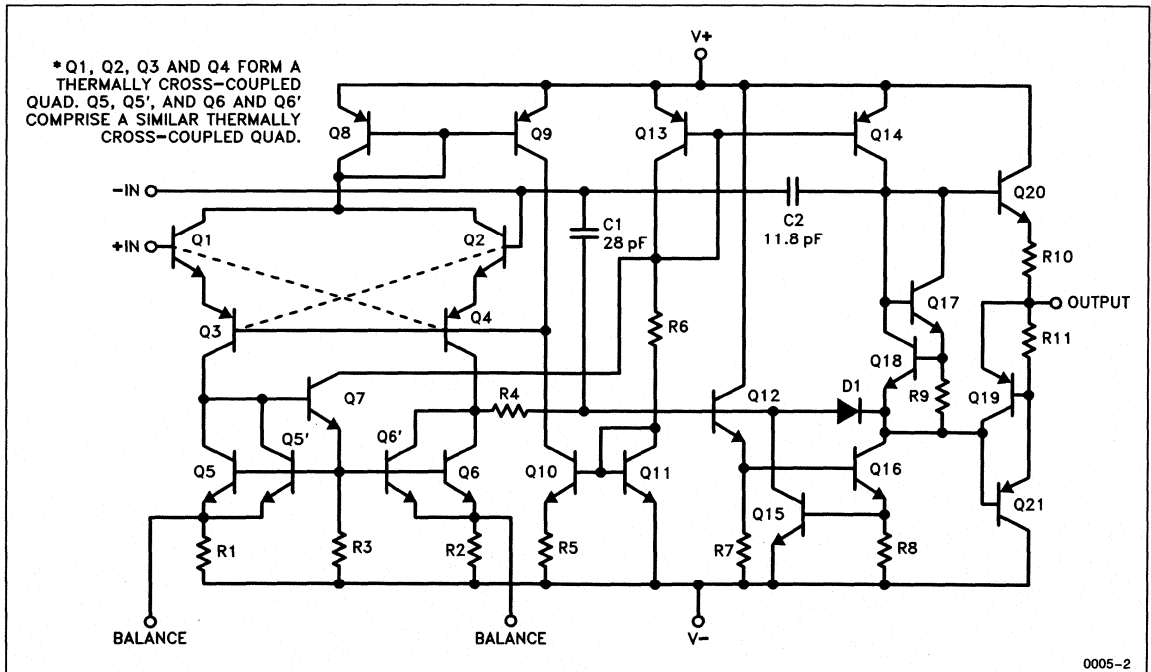 V+
* Q1, Q2, Q3 AND Q4 FORM A
THERMALLY CROSS-COUPLED
QUAD. Q5, Q5', AND Q6 AND Q6'
COMPRISE A SIMILAR THERMALLY
CROSS-COUPLED QUAD.
Q8
Q9
Q13
Q14
-IN
Q20
C2
11.8 pF
C1
28 pF
+IN
Q1
Q2
R10
Q17
OUTPUT
Q3
Q4
R6
R11
Q18
Q7
R4
Q12
D1
R9
Q19
Q5'
Q6'
Q5
Q6
Q10
Q11
Q16
Q21
Q15
R1
R3
R2
R5
R7
R8
BALANCE
BALANCE
V-
0005-2